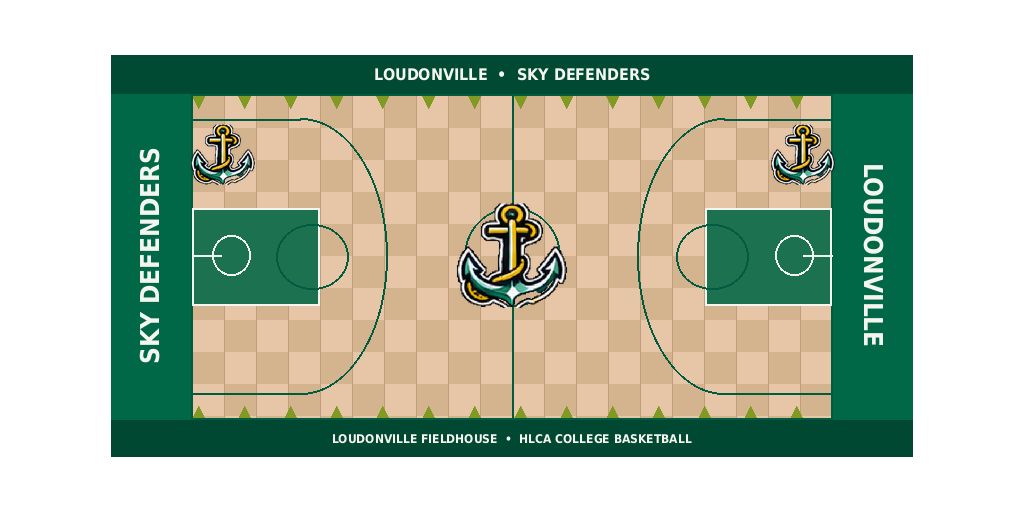 LOUDONVILLE • SKY DEFENDERS
SKY DEFENDERS
LOUDONVILLE
LOUDONVILLE FIELDHOUSE • HLCA COLLEGE BASKETBALL